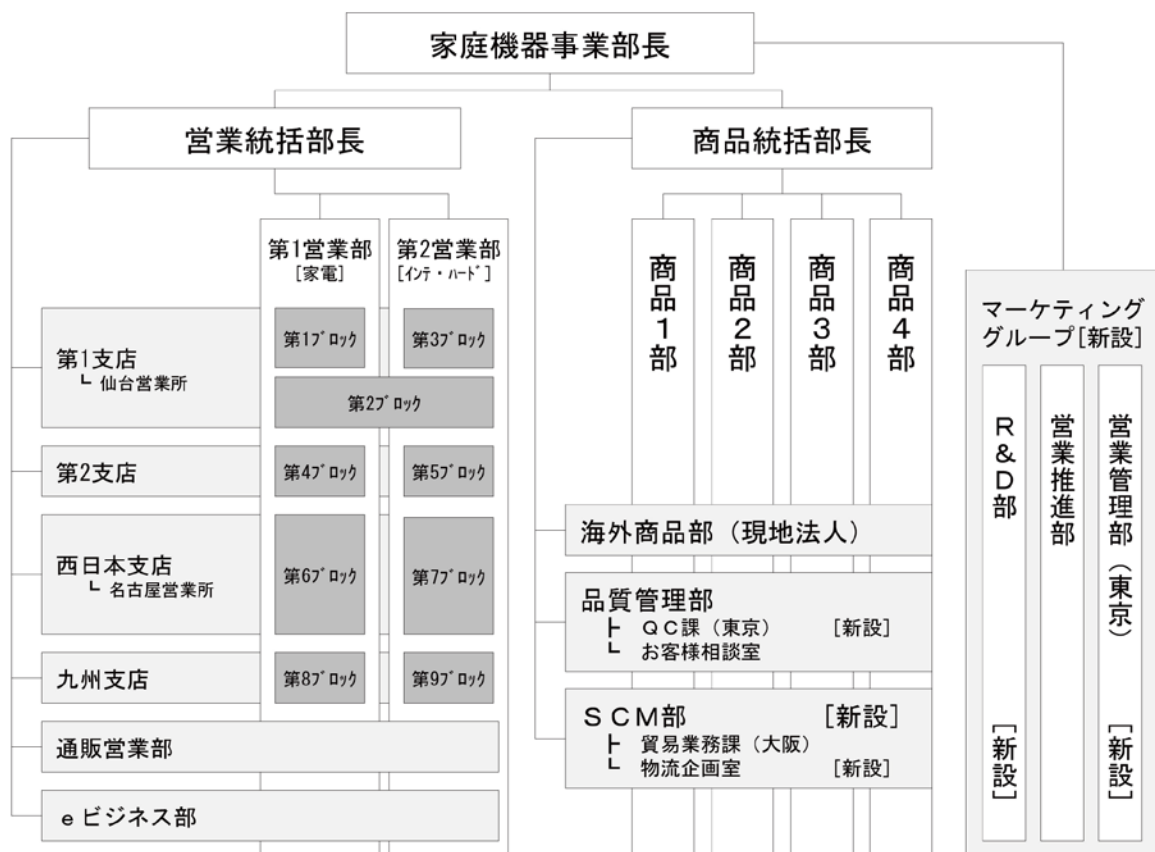 家庭機器事業部長
営業統括部長
商品統括部長
第1営業部
[家電]
第2営業部
[ｲﾝﾃ・ﾊｰﾄﾞ]
第1支店
┗ 仙台営業所
第1ﾌﾞﾛｯｸ
第3ﾌﾞﾛｯｸ
第2ﾌﾞﾛｯｸ
第2支店
第4ﾌﾞﾛｯｸ
第5ﾌﾞﾛｯｸ
西日本支店
┗ 名古屋営業所
第6ﾌﾞﾛｯｸ
第7ﾌﾞﾛｯｸ
九州支店
第8ﾌﾞﾛｯｸ
第9ﾌﾞﾛｯｸ
通販営業部
ｅビジネス部
商品１部
商品２部
商品３部
商品４部
海外商品部（現地法人）
品質管理部
┣ ＱＣ課（東京） [新設]
┗ お客様相談室
ＳＣＭ部 [新設]
┣ 貿易業務課（大阪）
┗ 物流企画室 [新設]
マーケティング
グループ[新設]
Ｒ＆Ｄ部 [新設]
営業推進部
営業管理部（東京） [新設]